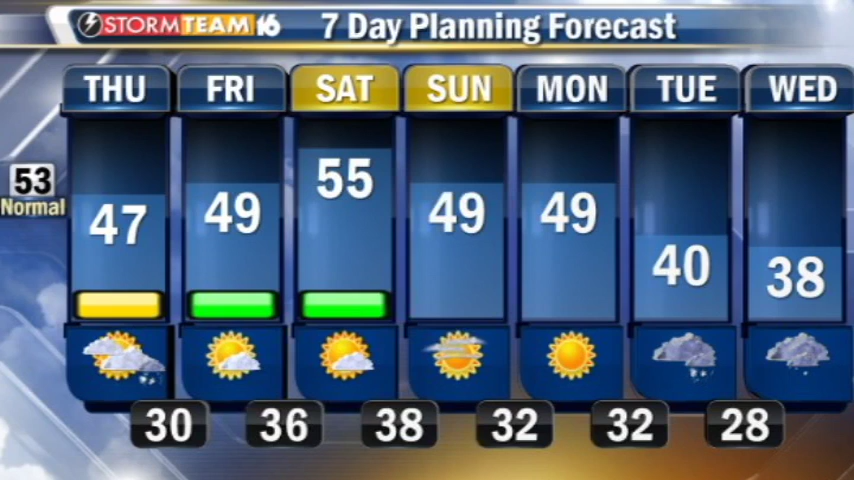 STORMTEAM16 7 Day Planning Forecast
THU FRI SAT SUN MON TUE WED
53
Normal
47 49 55 49 49 40 38
30 36 38 32 32 28